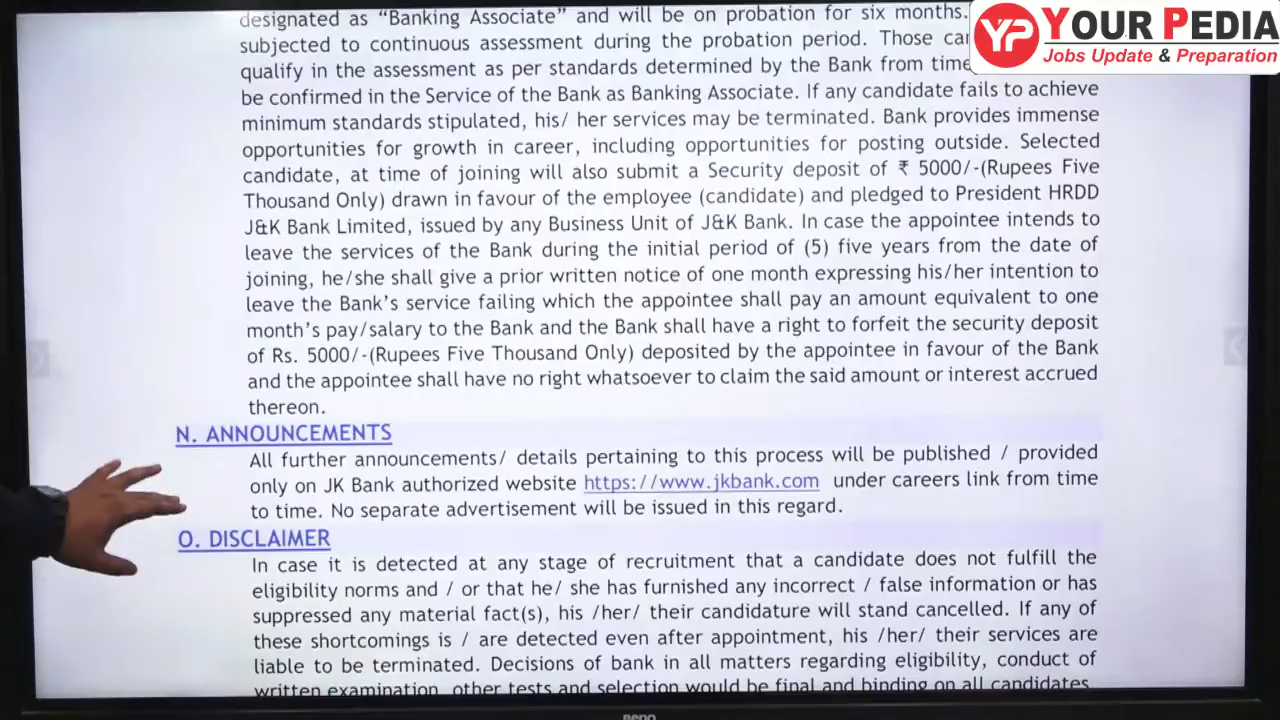 designated as “Banking Associate” and will be on probation for six months.
subjected to continuous assessment during the probation period. Those
qualify in the assessment as per standards determined by the Bank from time
be confirmed in the Service of the Bank as Banking Associate. If any candidate fails to achieve
minimum standards stipulated, his/ her services may be terminated. Bank provides immense
opportunities for growth in career, including opportunities for posting outside. Selected
candidate, at time of joining will also submit a Security deposit of ₹ 5000/-(Rupees Five
Thousand Only) drawn in favour of the employee (candidate) and pledged to President HRDD
J&K Bank Limited, issued by any Business Unit of J&K Bank. In case the appointee intends to
leave the services of the Bank during the initial period of (5) five years from the date of
joining, he/she shall give a prior written notice of one month expressing his/her intention to
leave the Bank’s service failing which the appointee shall pay an amount equivalent to one
month’s pay/salary to the Bank and the Bank shall have a right to forfeit the security deposit
of Rs. 5000/-(Rupees Five Thousand Only) deposited by the appointee in favour of the Bank
and the appointee shall have no right whatsoever to claim the said amount or interest accrued
thereon.
N. ANNOUNCEMENTS
All further announcements/ details pertaining to this process will be published / provided
only on JK Bank authorized website https://www.jkbank.com under careers link from time
to time. No separate advertisement will be issued in this regard.
O. DISCLAIMER
In case it is detected at any stage of recruitment that a candidate does not fulfill the
eligibility norms and / or that he/ she has furnished any incorrect / false information or has
suppressed any material fact(s), his /her/ their candidature will stand cancelled. If any of
these shortcomings is / are detected even after appointment, his /her/ their services are
liable to be terminated. Decisions of bank in all matters regarding eligibility, conduct of
written examination, other tests and selection would be final and binding on all candidates
YP YOUR PEDIA
Jobs Update & Preparation